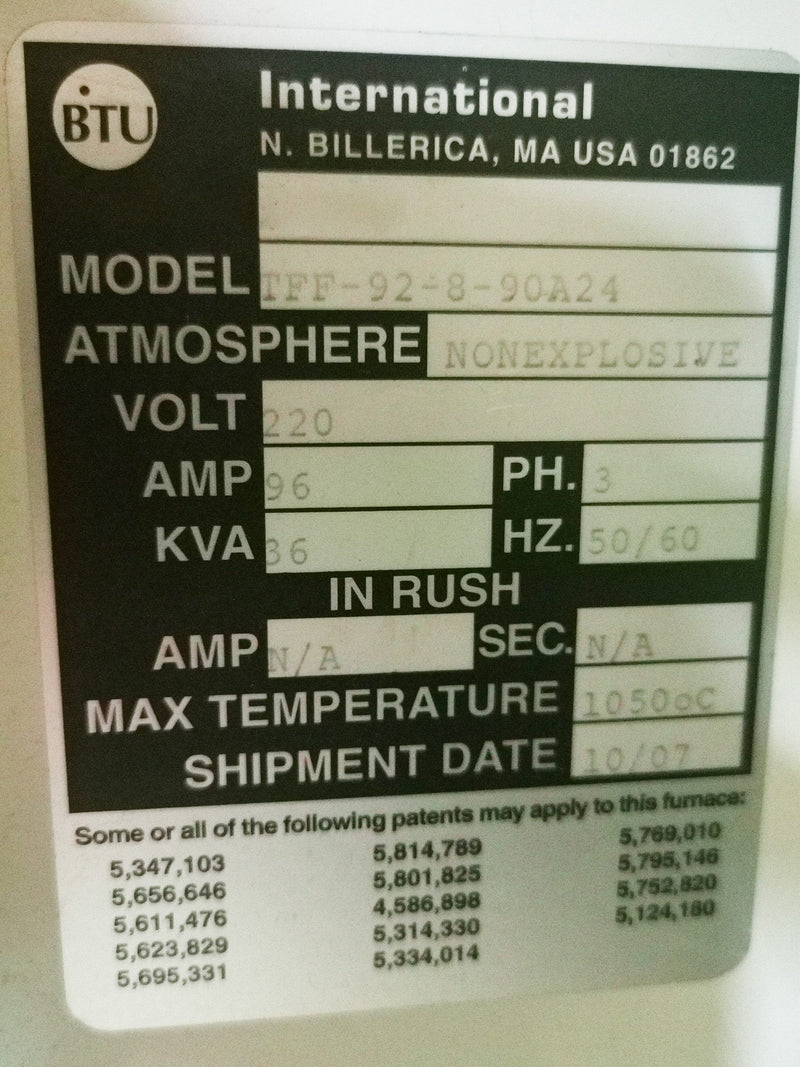 BTU International
N. BILLERICA, MA USA 01862
MODEL TFF-92-8-90A24
ATMOSPHERE NONEXPLOSIVE
VOLT 220
AMP 96 PH. 3
KVA 36 HZ. 50/60
IN RUSH
AMP N/A SEC. N/A
MAX TEMPERATURE 1050oC
SHIPMENT DATE 10/07
Some or all of the following patents may apply to this furnace:
5,347,103 5,814,789 5,769,010
5,656,646 5,801,825 5,795,146
5,611,476 4,586,898 5,752,820
5,623,829 5,314,330 5,124,180
5,695,331 5,334,014